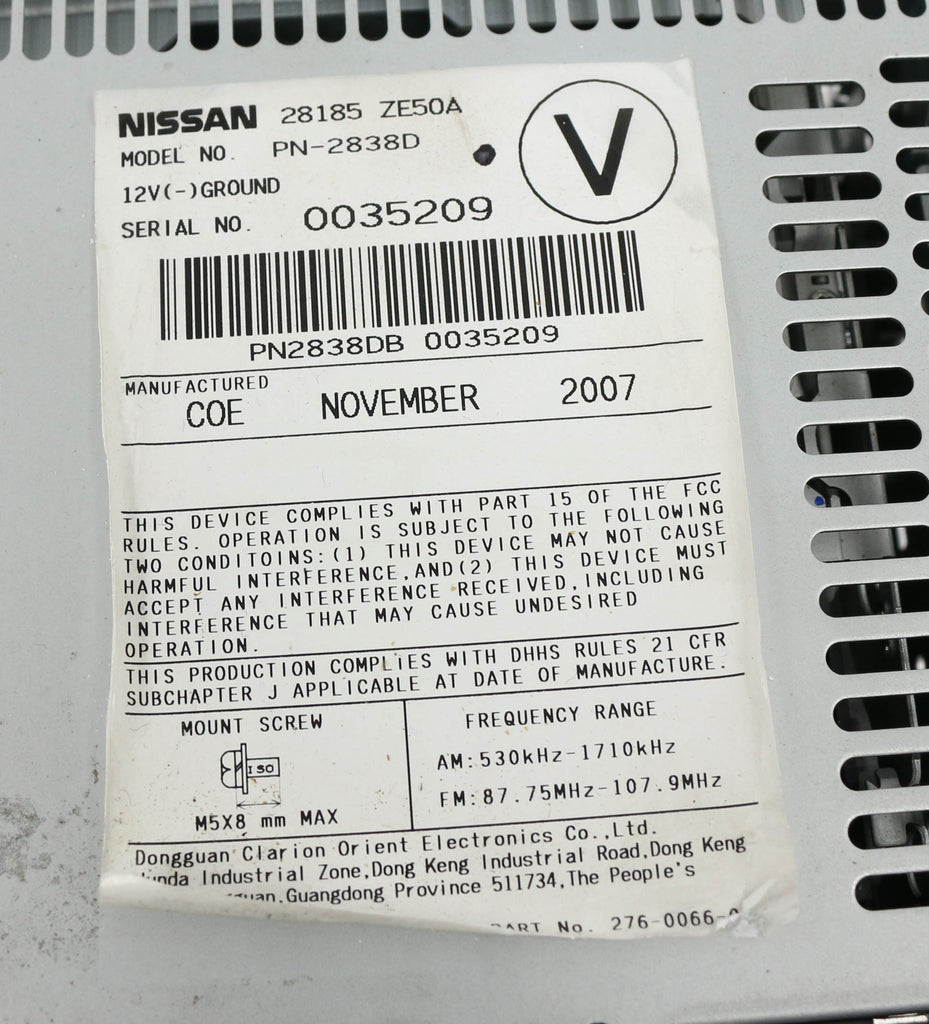 NISSAN 28185 ZE50A
MODEL NO. PN-2838D
V
12V(-)GROUND
SERIAL NO. 0035209
PN2838DB 0035209
MANUFACTURED
COE NOVEMBER 2007
THIS DEVICE COMPLIES WITH PART 15 OF THE FCC
RULES. OPERATION IS SUBJECT TO THE FOLLOWING
TWO CONDITOINS:(1) THIS DEVICE MAY NOT CAUSE
HARMFUL INTERFERENCE,AND(2) THIS DEVICE MUST
ACCEPT ANY INTERFERENCE RECEIVED,INCLUDING
INTERFERENCE THAT MAY CAUSE UNDESIRED
OPERATION.
THIS PRODUCTION COMPLIES WITH DHHS RULES 21 CFR
SUBCHAPTER J APPLICABLE AT DATE OF MANUFACTURE.
MOUNT SCREW
ISO
M5X8 mm MAX
FREQUENCY RANGE
AM:530kHz-1710kHz
FM:87.75MHz-107.9MHz
Dongguan Clarion Orient Electronics Co.,Ltd.
Industrial Zone,Dong Keng Industrial Road,Dong Keng
Guangdong Province 511734,The People's
PART No. 276-0066-